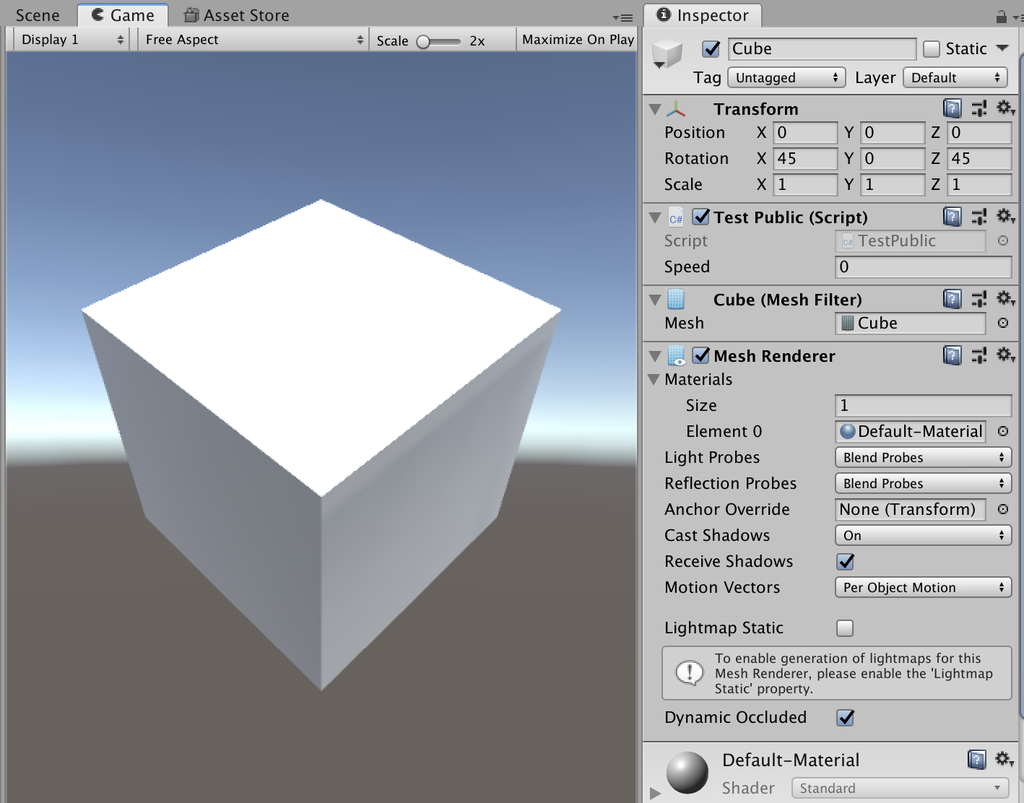 Scene Game Asset Store
Display 1 Free Aspect Scale 2x Maximize On Play
Inspector
Cube Static
Tag Untagged Layer Default
Transform
Position X 0 Y 0 Z 0
Rotation X 45 Y 0 Z 45
Scale X 1 Y 1 Z 1
C# Test Public (Script)
Script C# TestPublic
Speed 0
Cube (Mesh Filter)
Mesh Cube
Mesh Renderer
Materials
Size 1
Element 0 Default-Material
Light Probes Blend Probes
Reflection Probes Blend Probes
Anchor Override None (Transform)
Cast Shadows On
Receive Shadows
Motion Vectors Per Object Motion
Lightmap Static
To enable generation of lightmaps for this
Mesh Renderer, please enable the 'Lightmap
Static' property.
Dynamic Occluded
Default-Material
Shader Standard